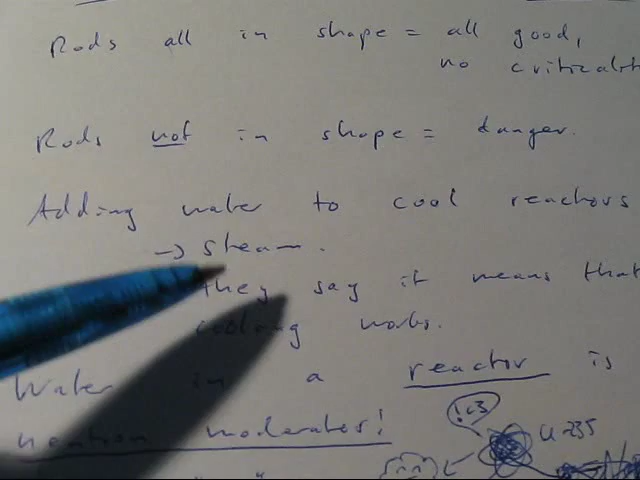 Rods all in shape = all good,
no criticalit
Rods not in shape = danger.
Adding water to cool reactors
→ steam.
they say it means that
cooling works.
Water in a reactor is
neutron moderator!
U-235